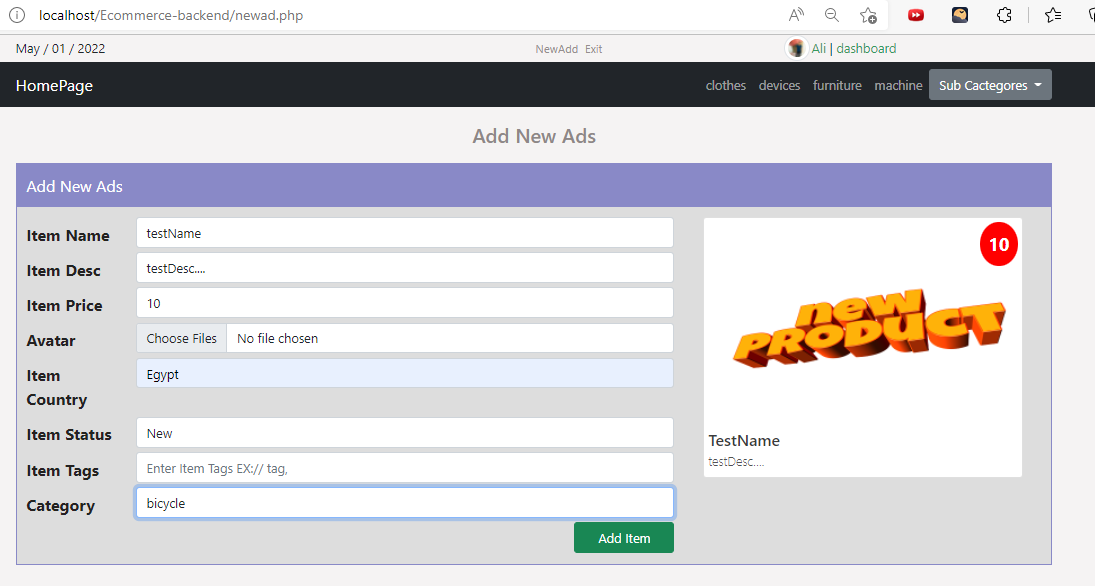 localhost/Ecommerce-backend/newad.php
May / 01 / 2022 NewAdd Exit Ali | dashboard
HomePage clothes devices furniture machine Sub Cactegores
Add New Ads
Add New Ads
Item Name testName
Item Desc testDesc....
Item Price 10
Avatar Choose Files No file chosen
Item Country Egypt
Item Status New
Item Tags Enter Item Tags EX:// tag,
Category bicycle
Add Item
10
new
PRODUCT
TestName
testDesc....